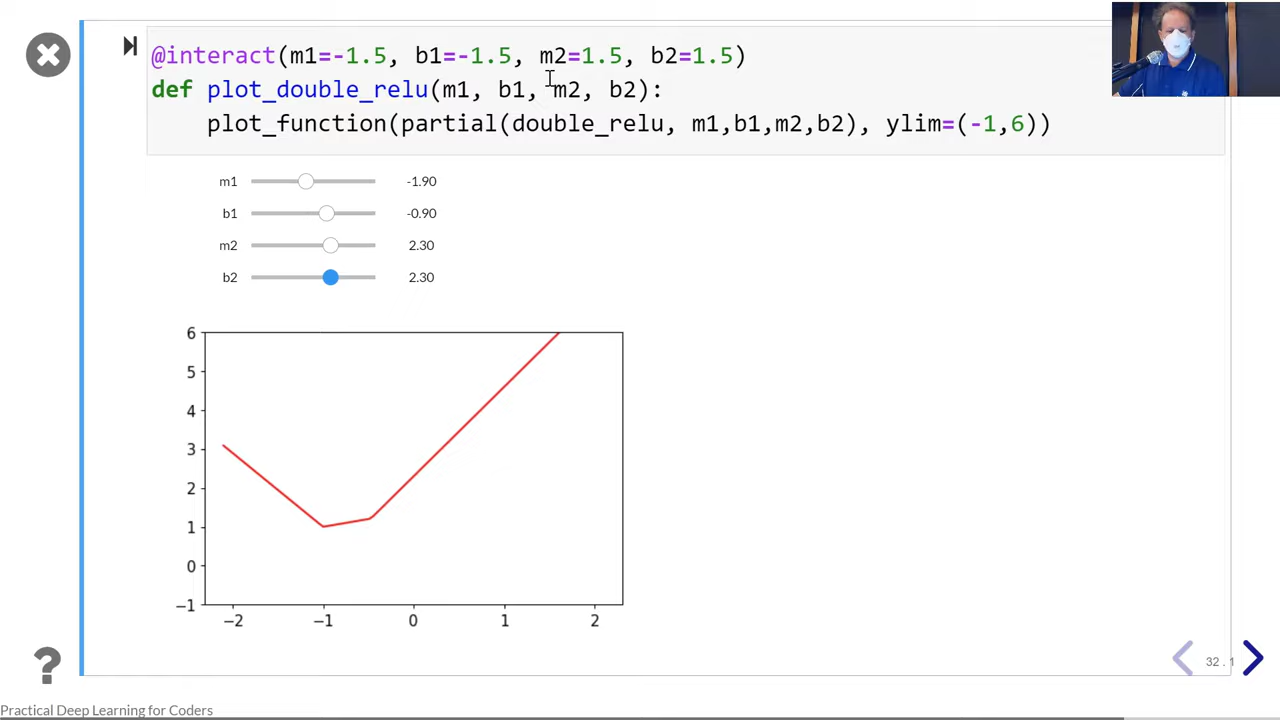 @interact(m1=-1.5, b1=-1.5, m2=1.5, b2=1.5)
def plot_double_relu(m1, b1, m2, b2):
plot_function(partial(double_relu, m1,b1,m2,b2), ylim=(-1,6))
m1 -1.90
b1 -0.90
m2 2.30
b2 2.30
6
5
4
3
2
1
0
−1
−2 −1 0 1 2
?
32.1
Practical Deep Learning for Coders